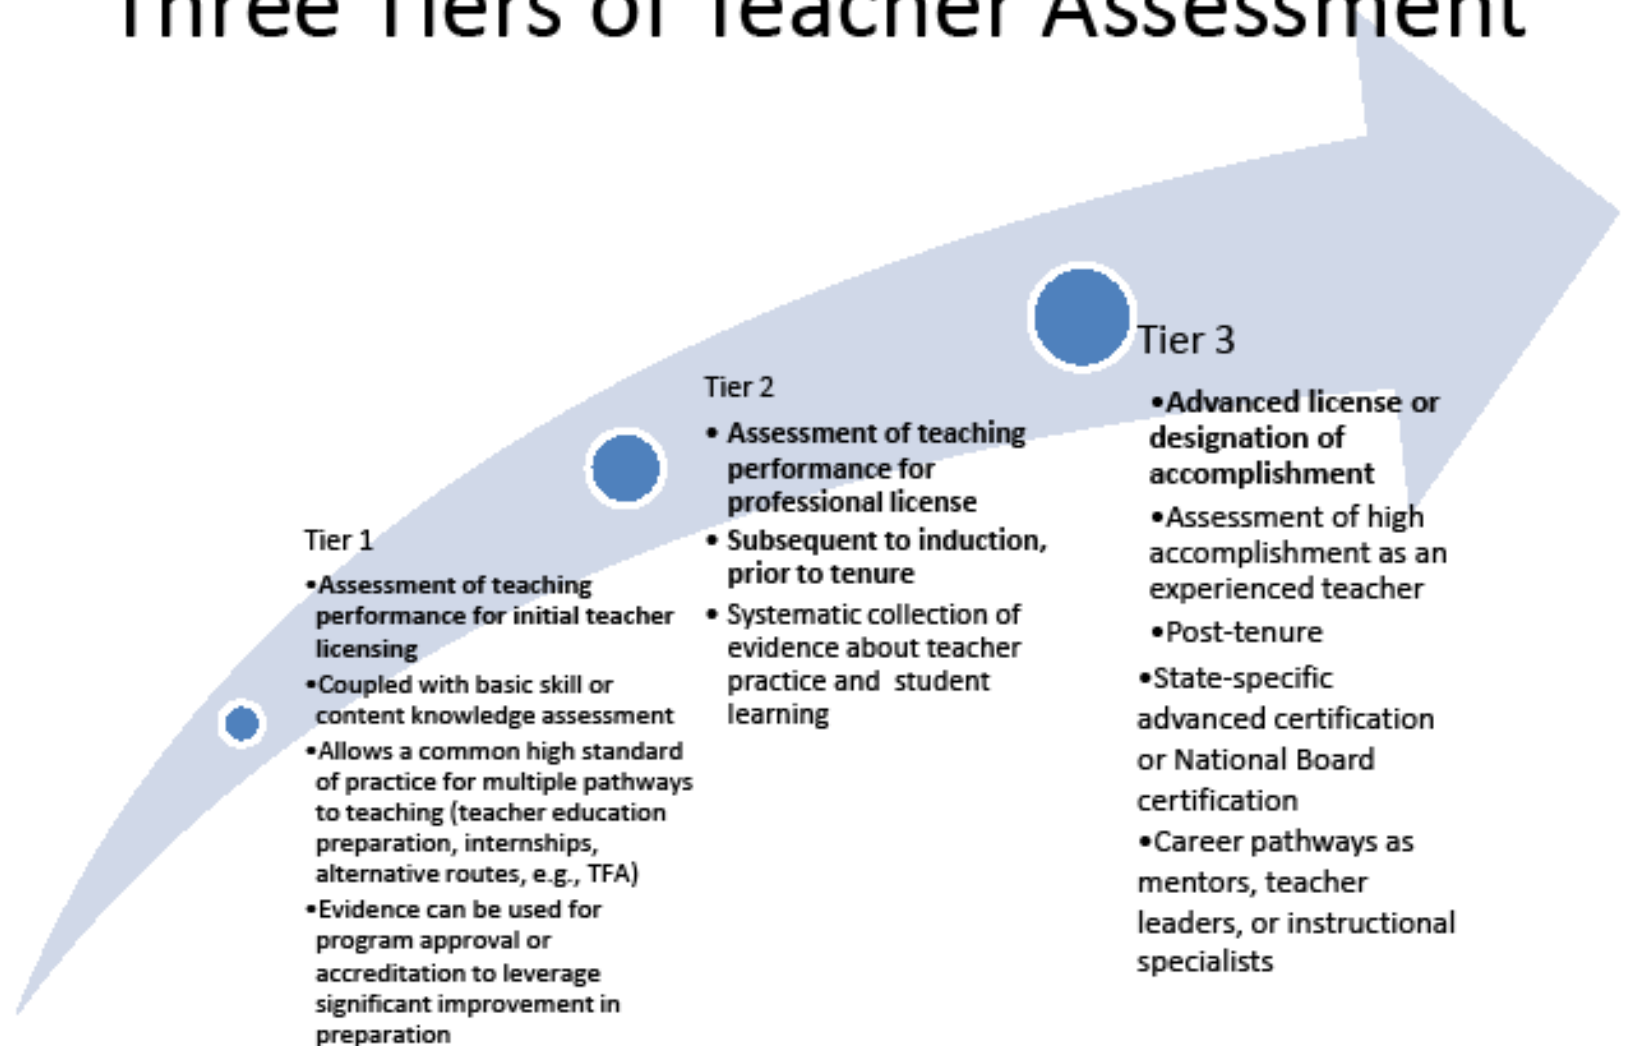 Three Tiers of Teacher Assessment
Tier 1
•Assessment of teaching
performance for initial teacher
licensing
•Coupled with basic skill or
content knowledge assessment
•Allows a common high standard
of practice for multiple pathways
to teaching (teacher education
preparation, internships,
alternative routes, e.g., TFA)
•Evidence can be used for
program approval or
accreditation to leverage
significant improvement in
preparation
Tier 2
• Assessment of teaching
performance for
professional license
• Subsequent to induction,
prior to tenure
• Systematic collection of
evidence about teacher
practice and student
learning
Tier 3
•Advanced license or
designation of
accomplishment
•Assessment of high
accomplishment as an
experienced teacher
•Post-tenure
•State-specific
advanced certification
or National Board
certification
•Career pathways as
mentors, teacher
leaders, or instructional
specialists